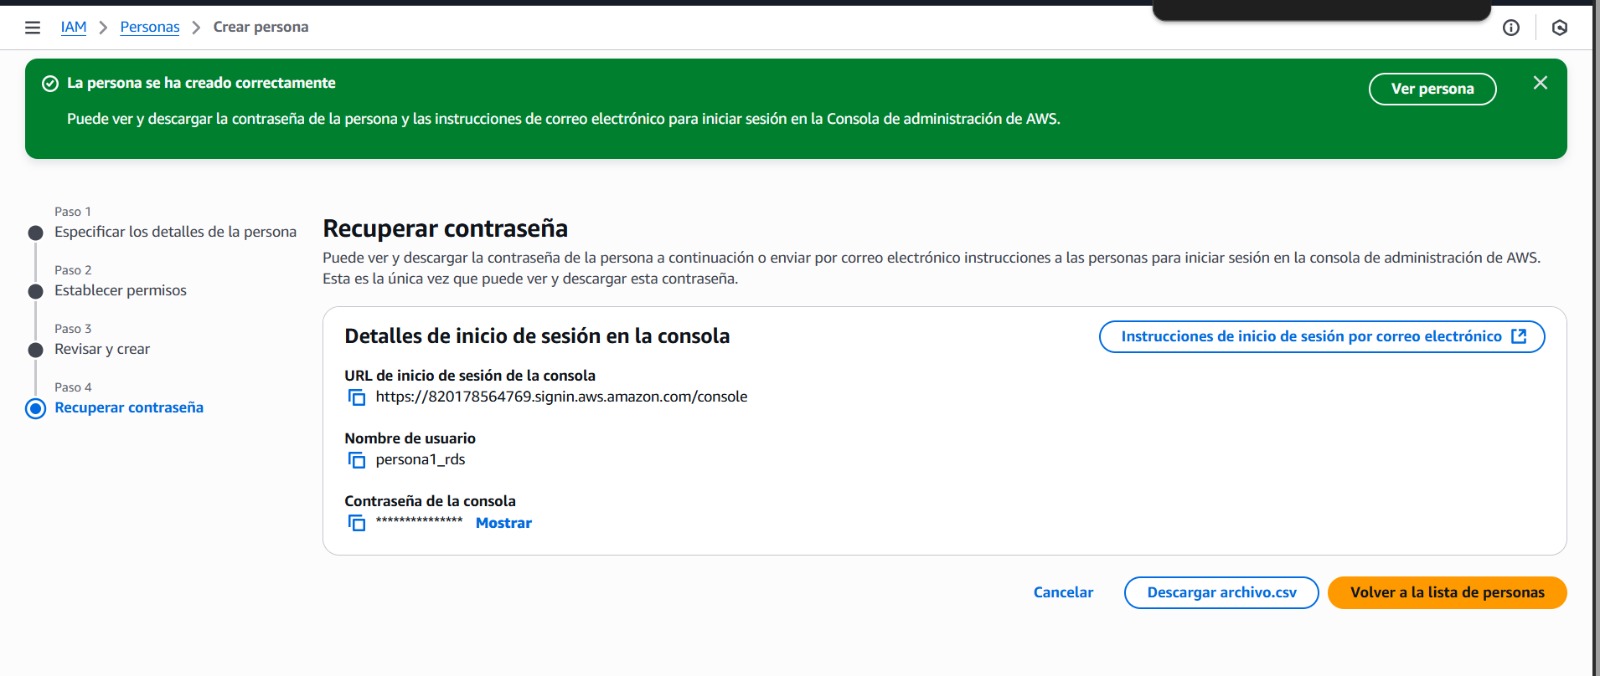 IAM > Personas > Crear persona
La persona se ha creado correctamente
Ver persona
Puede ver y descargar la contraseña de la persona y las instrucciones de correo electrónico para iniciar sesión en la Consola de administración de AWS.
Paso 1
Especificar los detalles de la persona
Paso 2
Establecer permisos
Paso 3
Revisar y crear
Paso 4
Recuperar contraseña
Recuperar contraseña
Puede ver y descargar la contraseña de la persona a continuación o enviar por correo electrónico instrucciones a las personas para iniciar sesión en la consola de administración de AWS.
Esta es la única vez que puede ver y descargar esta contraseña.
Detalles de inicio de sesión en la consola
Instrucciones de inicio de sesión por correo electrónico
URL de inicio de sesión de la consola
https://820178564769.signin.aws.amazon.com/console
Nombre de usuario
persona1_rds
Contraseña de la consola
*************** Mostrar
Cancelar
Descargar archivo.csv
Volver a la lista de personas